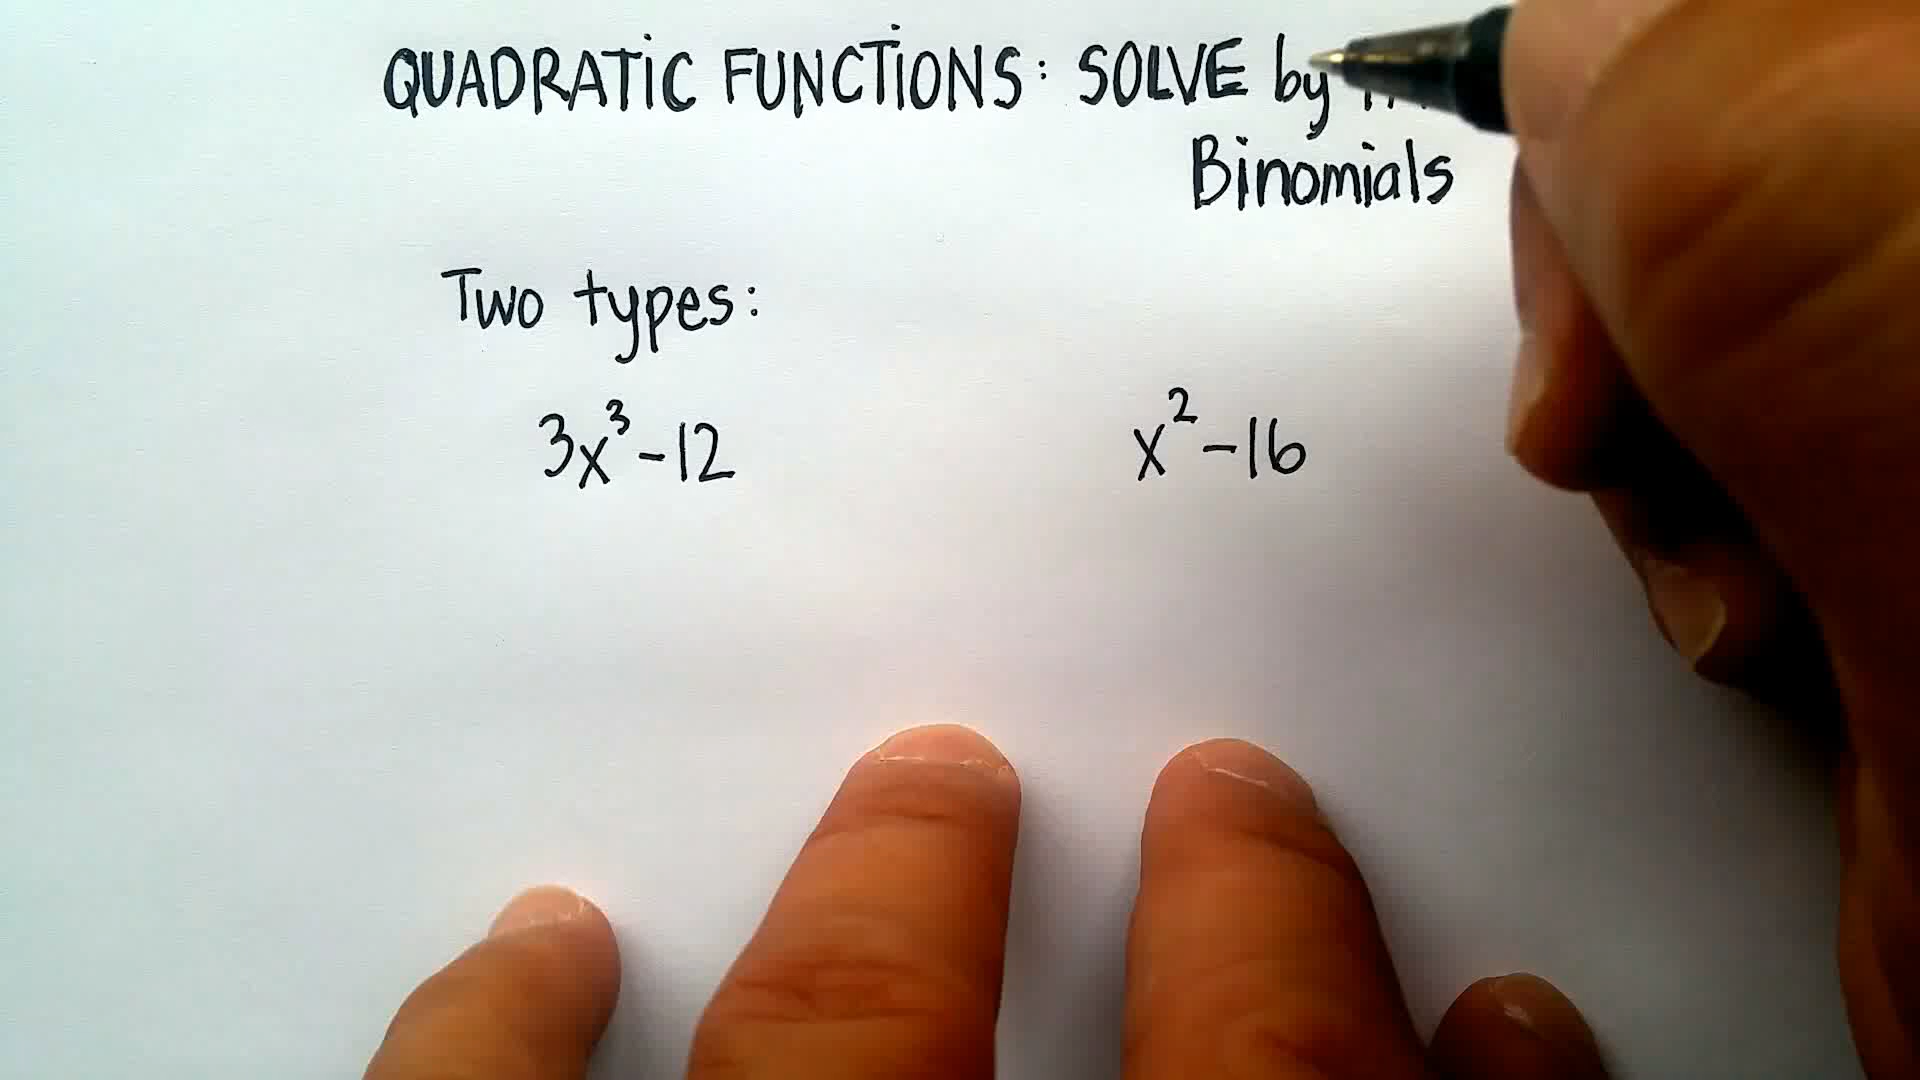 QUADRATIC FUNCTIONS: SOLVE by
Binomials
Two types:
3x³-12
x²-16